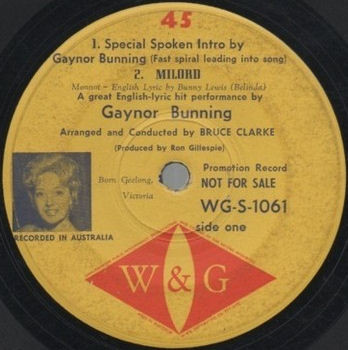 45
1. Special Spoken Intro by
Gaynor Bunning (Fast spiral leading into song)
2. MILORD
Monnot - English Lyric by Bunny Lewis (Belinda)
A great English-lyric hit performance by
Gaynor Bunning
Arranged and Conducted by BRUCE CLARKE
(Produced by Ron Gillespie)
Promotion Record
Born Geelong,
NOT FOR SALE
Victoria
WG-S-1061
side one
RECORDED IN AUSTRALIA
W & G